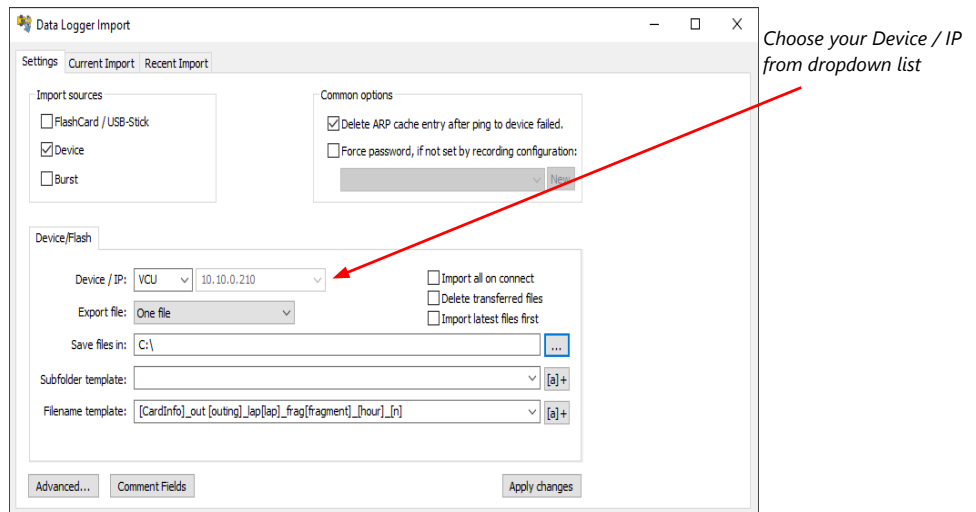 Data Logger Import
Choose your Device / IP
from dropdown list
Settings Current Import Recent Import
Import sources
FlashCard / USB-Stick
Device
Burst
Common options
Delete ARP cache entry after ping to device failed.
Force password, if not set by recording configuration:
New
Device/Flash
Device / IP: VCU 10.10.0.210
Import all on connect
Delete transferred files
Import latest files first
Export file: One file
Save files in: C:\ ...
Subfolder template: [a]+
Filename template: [CardInfo]_out [outing]_lap[lap]_frag[fragment]_[hour]_[n] [a]+
Advanced... Comment Fields Apply changes